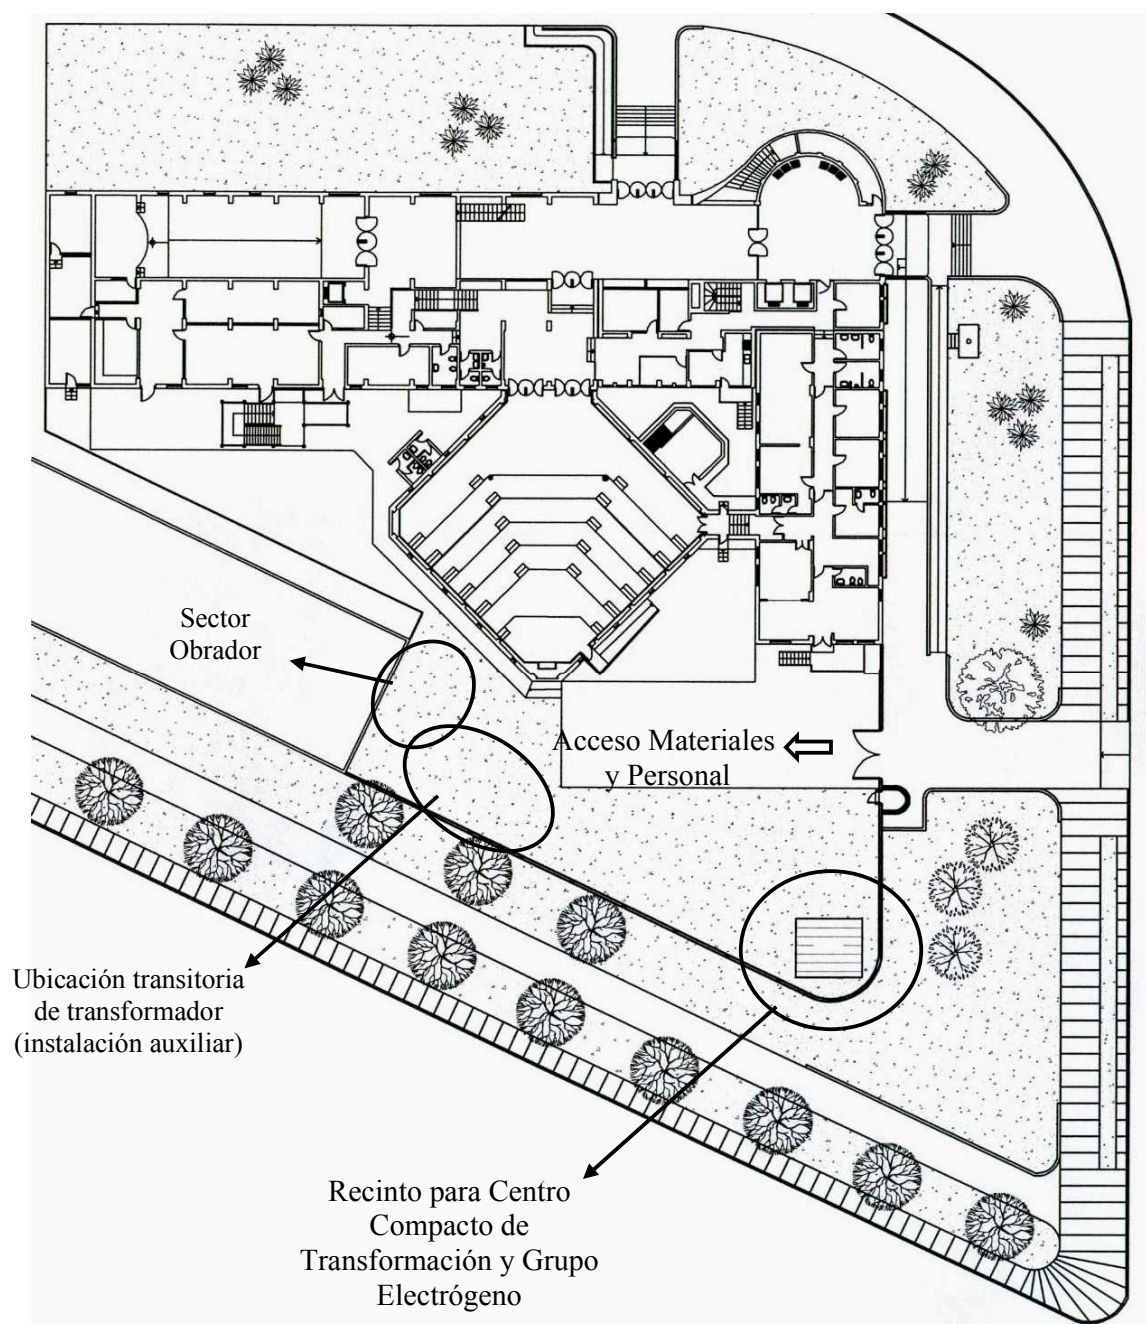 Sector
Obrador
Acceso Materiales
y Personal
Ubicación transitoria
de transformador
(instalación auxiliar)
Recinto para Centro
Compacto de
Transformación y Grupo
Electrógeno